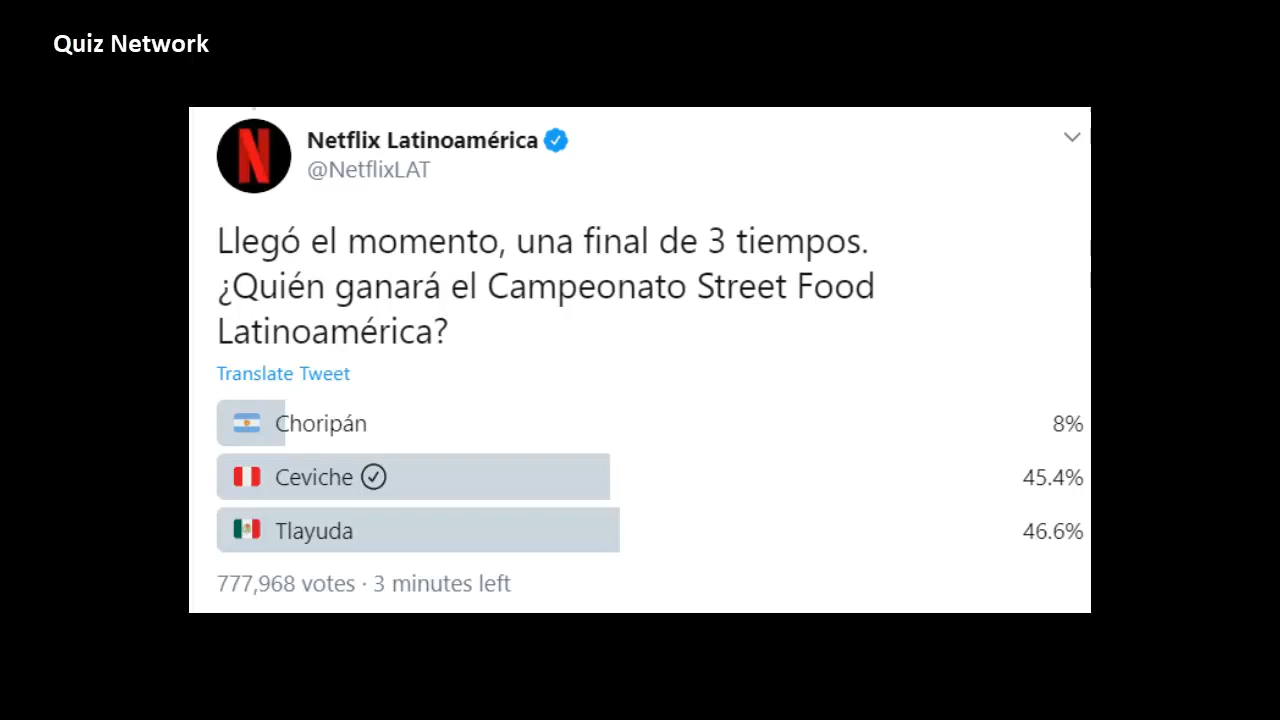 Quiz Network
Netflix Latinoamérica
@NetflixLAT
Llegó el momento, una final de 3 tiempos.
¿Quién ganará el Campeonato Street Food
Latinoamérica?
Translate Tweet
Choripán 8%
Ceviche 45.4%
Tlayuda 46.6%
777,968 votes · 3 minutes left